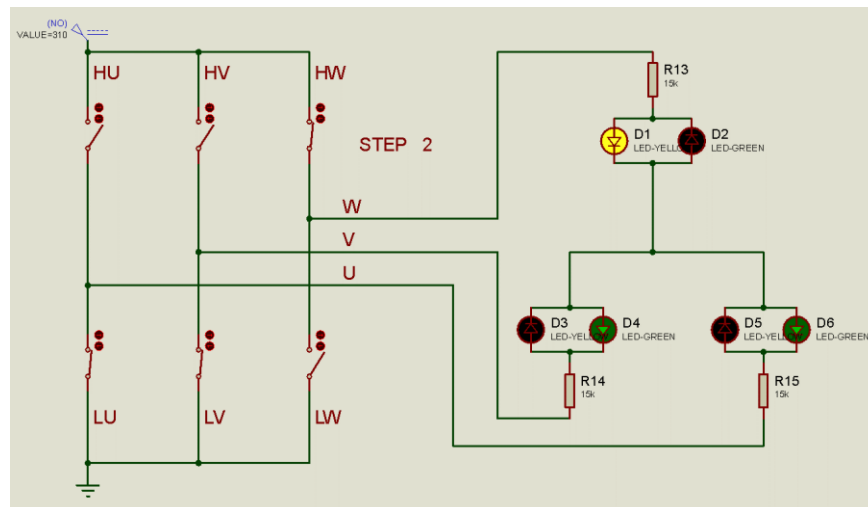 (NO)
VALUE=310
HU
HV
HW
STEP 2
W
V
U
LU
LV
LW
R13
15k
D1
LED-YELLO
D2
LED-GREEN
D3
LED-YELLOW
D4
LED-GREEN
D5
LED-YELLOW
D6
LED-GREEN
R14
15k
R15
15k